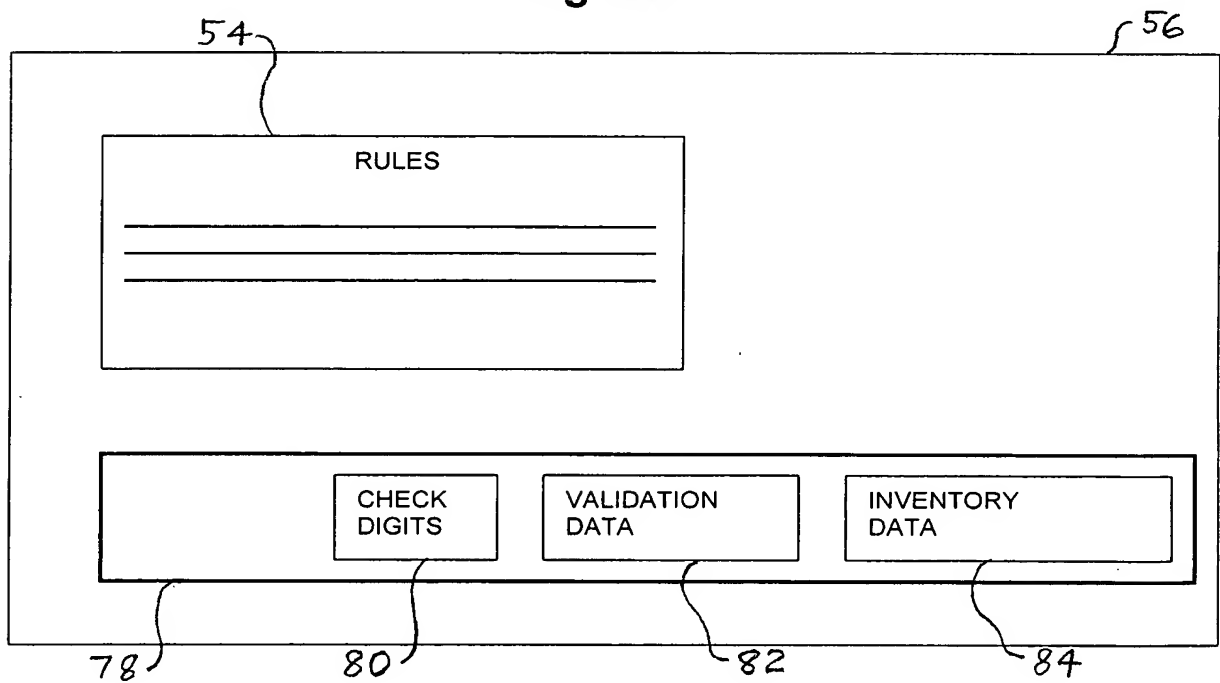 54
56
RULES
CHECK
DIGITS
VALIDATION
DATA
INVENTORY
DATA
78
80
82
84